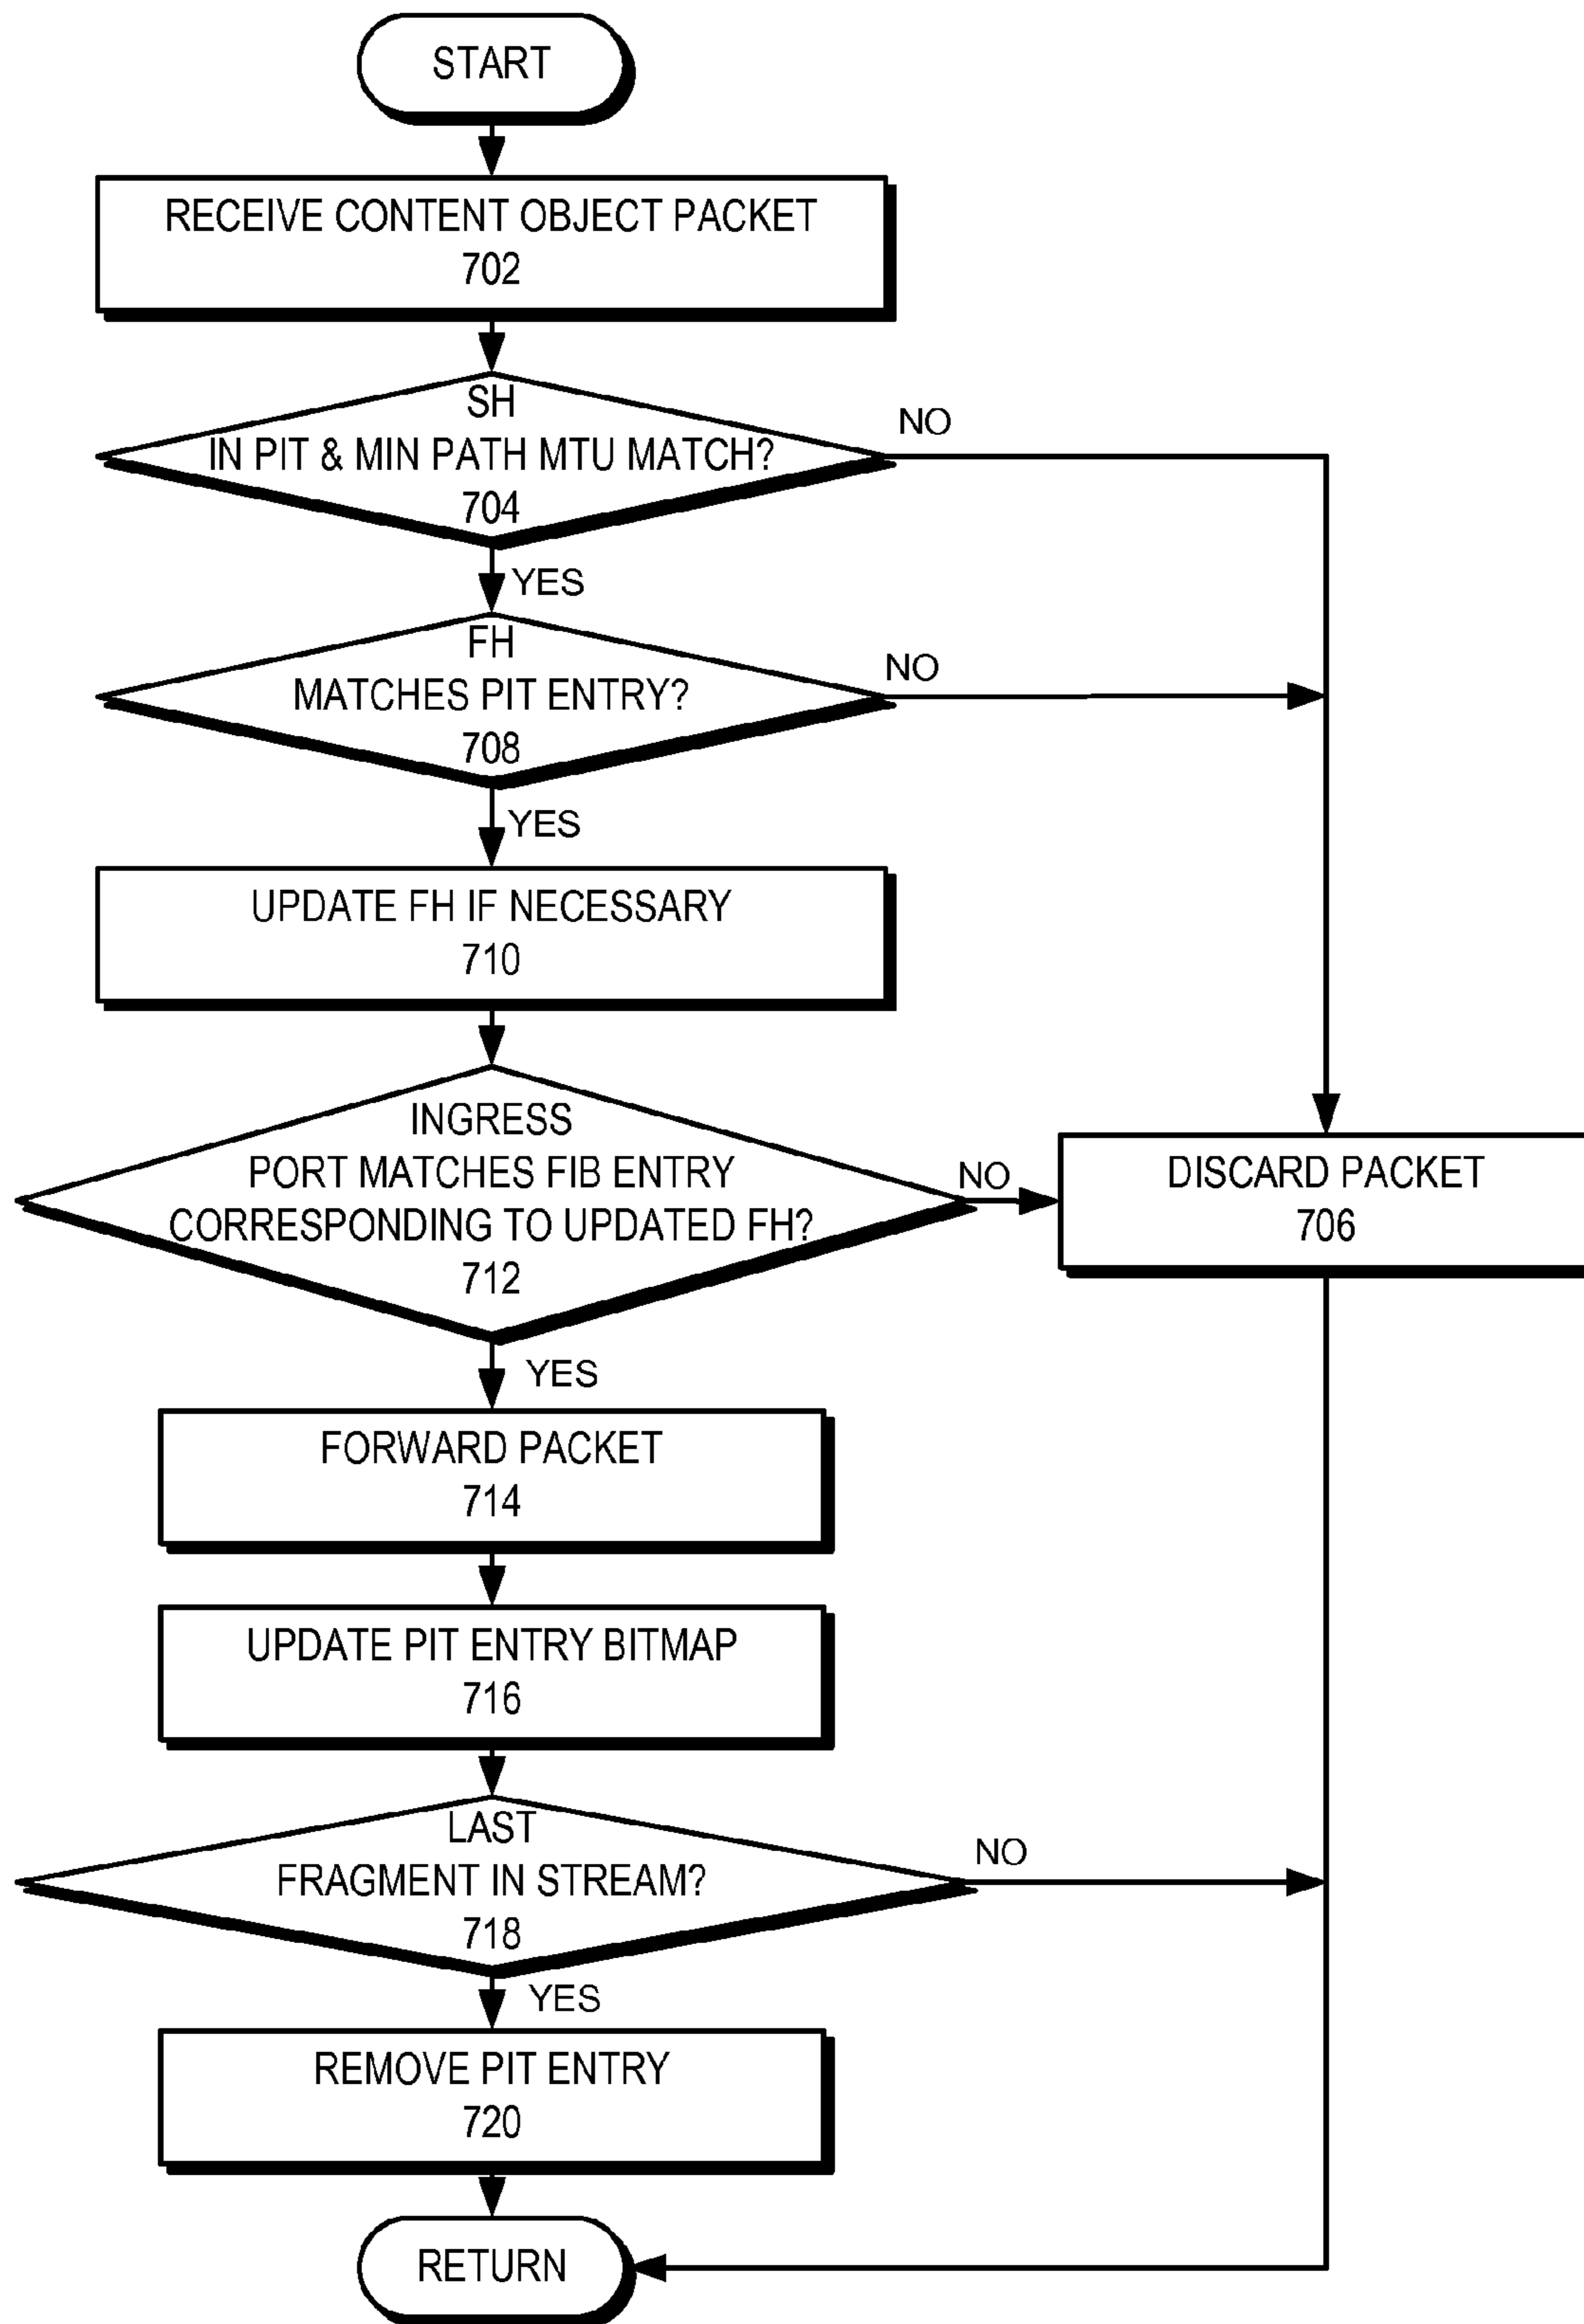 START
RECEIVE CONTENT OBJECT PACKET
702
SH
IN PIT & MIN PATH MTU MATCH?
704
NO
YES
FH
MATCHES PIT ENTRY?
708
NO
YES
UPDATE FH IF NECESSARY
710
INGRESS
PORT MATCHES FIB ENTRY
CORRESPONDING TO UPDATED FH?
712
NO
DISCARD PACKET
706
YES
FORWARD PACKET
714
UPDATE PIT ENTRY BITMAP
716
LAST
FRAGMENT IN STREAM?
718
NO
YES
REMOVE PIT ENTRY
720
RETURN